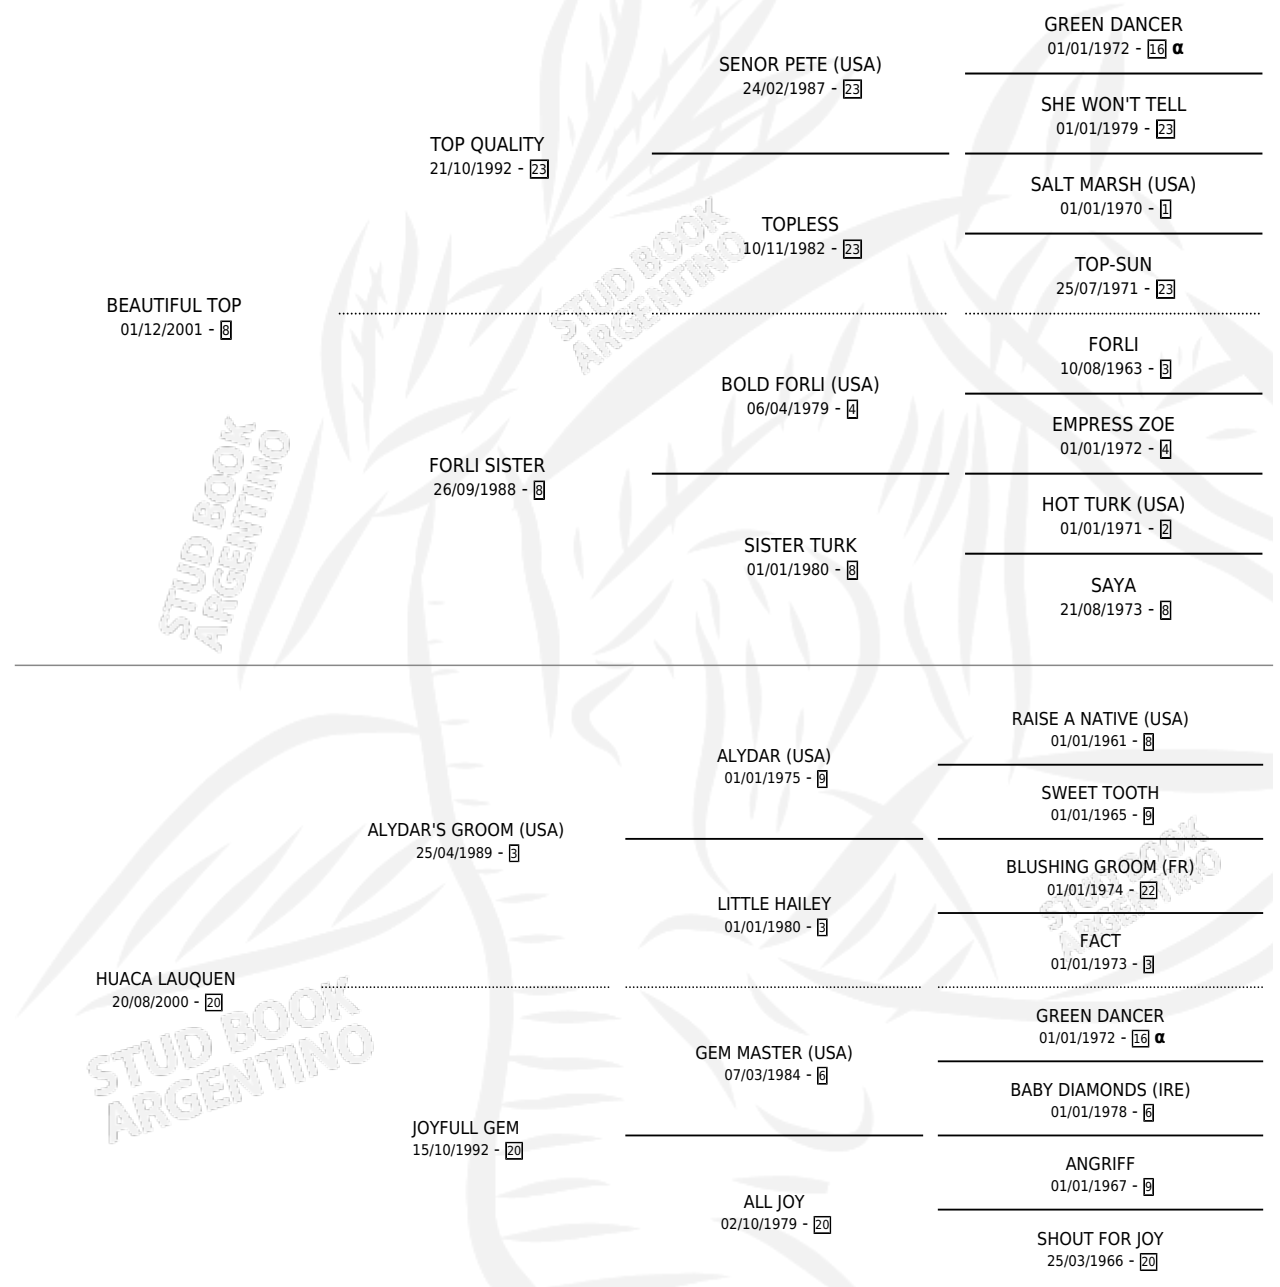 GREEN DANCER
01/01/1972 - 16 α
SENOR PETE (USA)
24/02/1987 - 23
SHE WON'T TELL
01/01/1979 - 23
TOP QUALITY
21/10/1992 - 23
SALT MARSH (USA)
01/01/1970 - 1
TOPLESS
10/11/1982 - 23
TOP-SUN
25/07/1971 - 23
BEAUTIFUL TOP
01/12/2001 - 8
FORLI
10/08/1963 - 3
BOLD FORLI (USA)
06/04/1979 - 4
EMPRESS ZOE
01/01/1972 - 4
FORLI SISTER
26/09/1988 - 8
HOT TURK (USA)
01/01/1971 - 2
SISTER TURK
01/01/1980 - 8
SAYA
21/08/1973 - 8
STUD BOOK
ARGENTINO
STUD BOOK
ARGENTINO
RAISE A NATIVE (USA)
01/01/1961 - 8
ALYDAR (USA)
01/01/1975 - 9
SWEET TOOTH
01/01/1965 - 9
ALYDAR'S GROOM (USA)
25/04/1989 - 3
BLUSHING GROOM (FR)
01/01/1974 - 22
LITTLE HAILEY
01/01/1980 - 3
FACT
01/01/1973 - 3
HUACA LAUQUEN
20/08/2000 - 20
GREEN DANCER
01/01/1972 - 16 α
GEM MASTER (USA)
07/03/1984 - 6
BABY DIAMONDS (IRE)
01/01/1978 - 6
JOYFULL GEM
15/10/1992 - 20
ANGRIFF
01/01/1967 - 9
ALL JOY
02/10/1979 - 20
SHOUT FOR JOY
25/03/1966 - 20
STUD BOOK
ARGENTINO
STUD BOOK
ARGENTINO